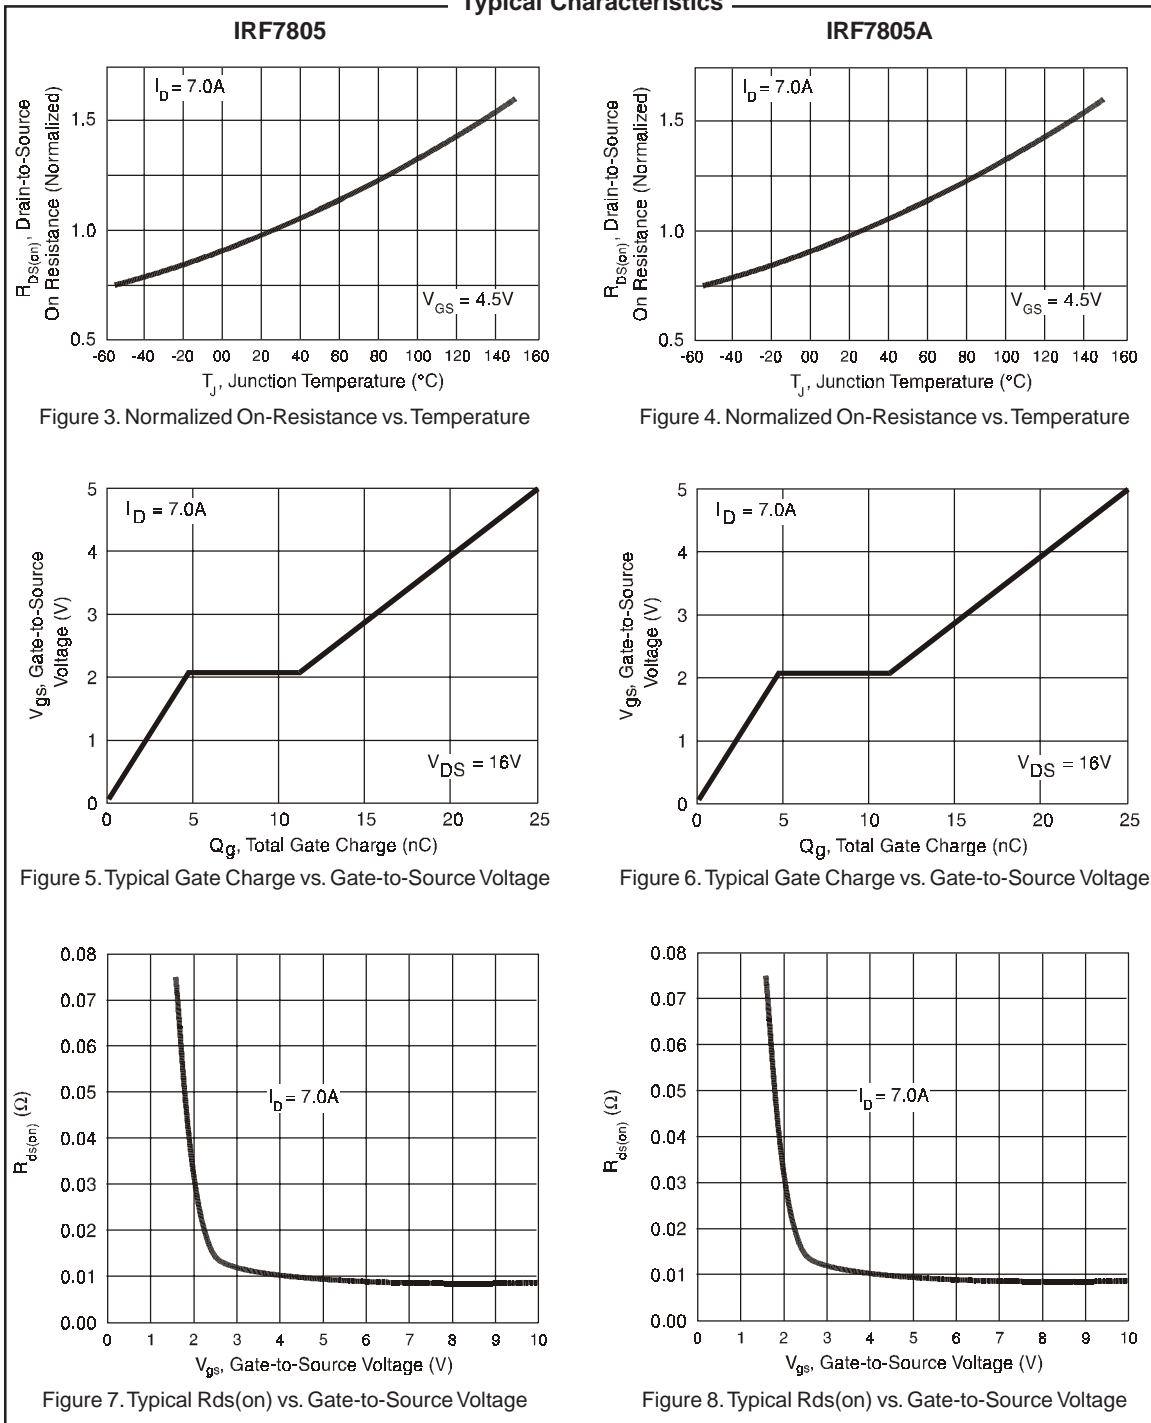 Typical Characteristics
IRF7805
IRF7805A
I_D = 7.0A
R_DS(on), Drain-to-Source
On Resistance (Normalized)
1.5
1.0
0.5
V_GS = 4.5V
-60 -40 -20 00 20 40 60 80 100 120 140 160
T_J, Junction Temperature (°C)
Figure 3. Normalized On-Resistance vs. Temperature
I_D = 7.0A
R_DS(on), Drain-to-Source
On Resistance (Normalized)
1.5
1.0
0.5
V_GS = 4.5V
-60 -40 -20 00 20 40 60 80 100 120 140 160
T_J, Junction Temperature (°C)
Figure 4. Normalized On-Resistance vs. Temperature
I_D = 7.0A
Vgs, Gate-to-Source
Voltage (V)
5
4
3
2
1
0
V_DS = 16V
0 5 10 15 20 25
Qg, Total Gate Charge (nC)
Figure 5. Typical Gate Charge vs. Gate-to-Source Voltage
I_D = 7.0A
Vgs, Gate-to-Source
Voltage (V)
5
4
3
2
1
0
V_DS = 16V
0 5 10 15 20 25
Qg, Total Gate Charge (nC)
Figure 6. Typical Gate Charge vs. Gate-to-Source Voltage
R_ds(on) (Ω)
0.08
0.07
0.06
0.05
0.04
0.03
0.02
0.01
0.00
I_D = 7.0A
0 1 2 3 4 5 6 7 8 9 10
V_gs, Gate-to-Source Voltage (V)
Figure 7. Typical Rds(on) vs. Gate-to-Source Voltage
R_ds(on) (Ω)
0.08
0.07
0.06
0.05
0.04
0.03
0.02
0.01
0.00
I_D = 7.0A
0 1 2 3 4 5 6 7 8 9 10
V_gs, Gate-to-Source Voltage (V)
Figure 8. Typical Rds(on) vs. Gate-to-Source Voltage